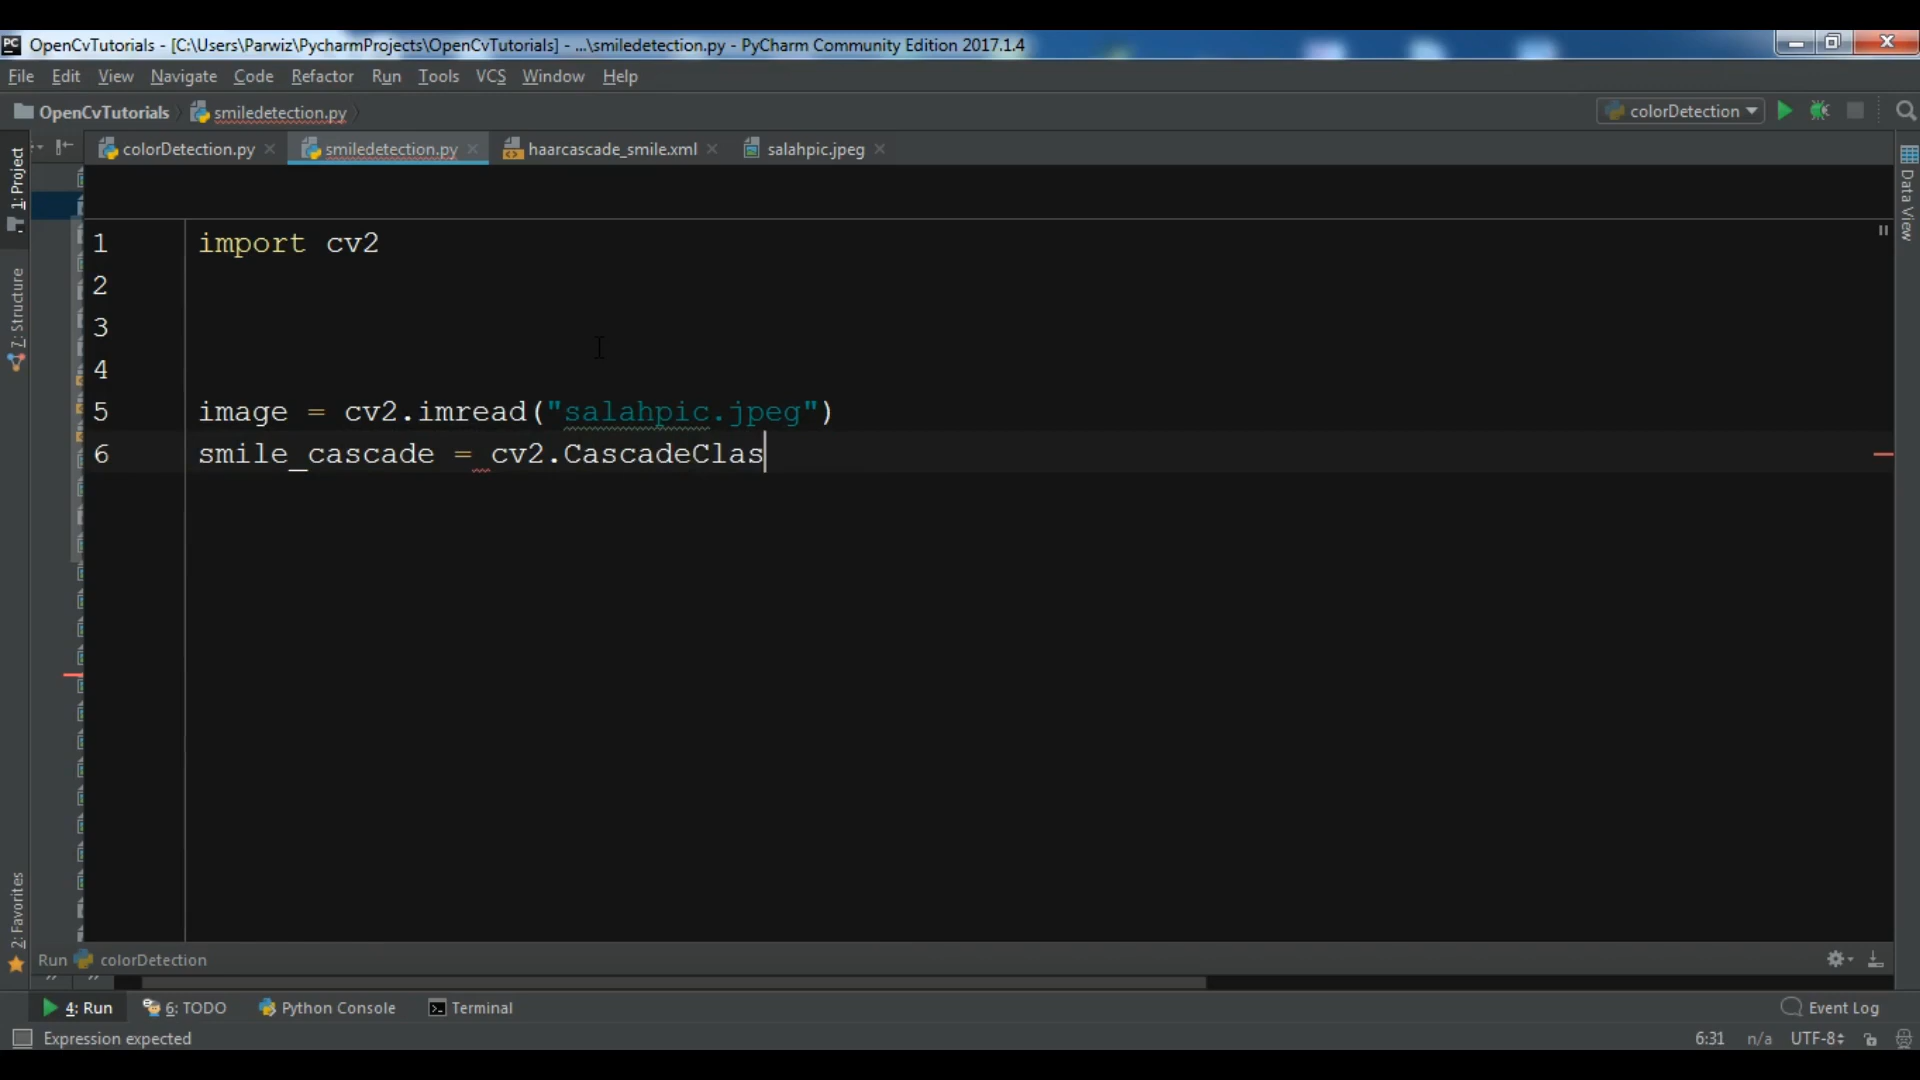 OpenCvTutorials - [C:\Users\Parwiz\PycharmProjects\OpenCvTutorials] - ...\smiledetection.py - PyCharm Community Edition 2017.1.4
File Edit View Navigate Code Refactor Run Tools VCS Window Help
OpenCvTutorials smiledetection.py colorDetection
colorDetection.py smiledetection.py haarcascade_smile.xml salahpic.jpeg
1: Project
7: Structure
2: Favorites
Data View
1 import cv2
2
3
4
5 image = cv2.imread("salahpic.jpeg")
6 smile_cascade = cv2.CascadeClas
Run colorDetection
4: Run 6: TODO Python Console Terminal Event Log
Expression expected 6:31 n/a UTF-8